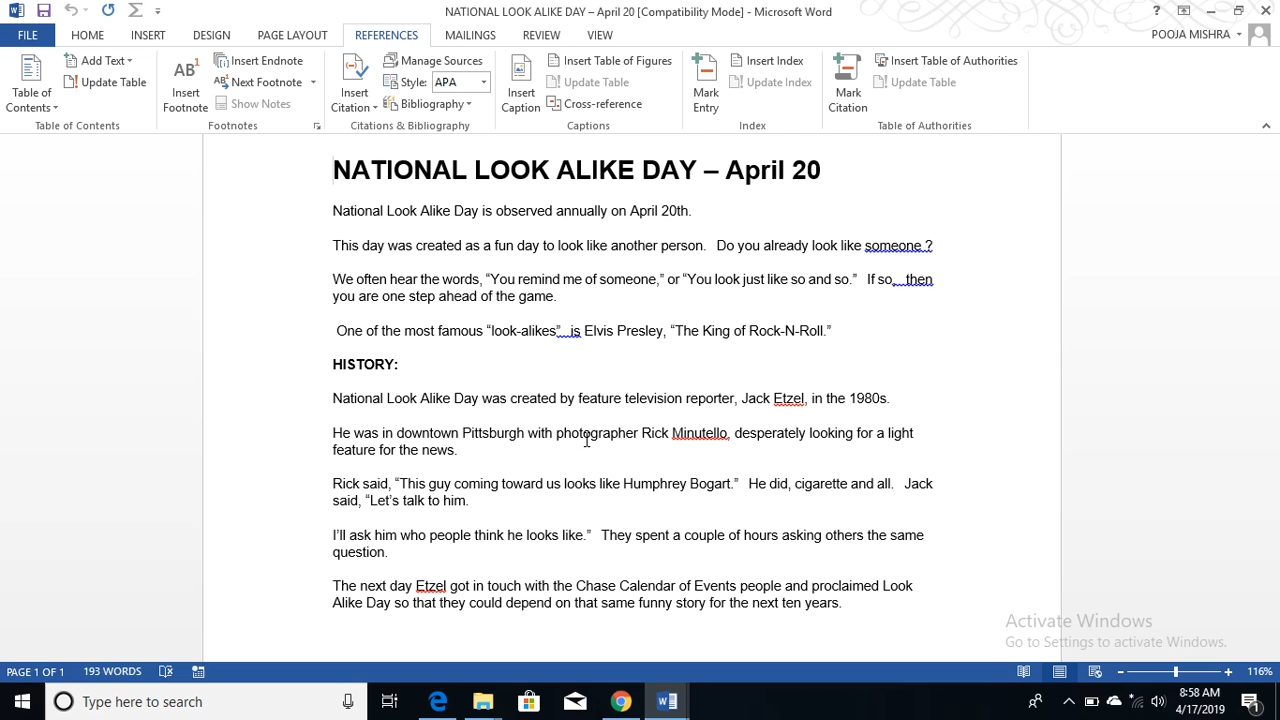 NATIONAL LOOK ALIKE DAY – April 20 [Compatibility Mode] - Microsoft Word
FILE HOME INSERT DESIGN PAGE LAYOUT REFERENCES MAILINGS REVIEW VIEW POOJA MISHRA
Table of Contents
Add Text
Update Table
Table of Contents
AB1
Insert Footnote
Insert Endnote
Next Footnote
Show Notes
Footnotes
Insert Citation
Manage Sources
Style: APA
Bibliography
Citations & Bibliography
Insert Caption
Insert Table of Figures
Update Table
Cross-reference
Captions
Mark Entry
Insert Index
Update Index
Index
Mark Citation
Insert Table of Authorities
Update Table
Table of Authorities
NATIONAL LOOK ALIKE DAY – April 20
National Look Alike Day is observed annually on April 20th.
This day was created as a fun day to look like another person. Do you already look like someone ?
We often hear the words, “You remind me of someone,” or “You look just like so and so.” If so, then
you are one step ahead of the game.
One of the most famous “look-alikes” is Elvis Presley, “The King of Rock-N-Roll.”
HISTORY:
National Look Alike Day was created by feature television reporter, Jack Etzel, in the 1980s.
He was in downtown Pittsburgh with photographer Rick Minutello, desperately looking for a light
feature for the news.
Rick said, “This guy coming toward us looks like Humphrey Bogart.” He did, cigarette and all. Jack
said, “Let’s talk to him.
I’ll ask him who people think he looks like.” They spent a couple of hours asking others the same
question.
The next day Etzel got in touch with the Chase Calendar of Events people and proclaimed Look
Alike Day so that they could depend on that same funny story for the next ten years.
Activate Windows
Go to Settings to activate Windows.
PAGE 1 OF 1 193 WORDS 116%
Type here to search
8:58 AM
4/17/2019